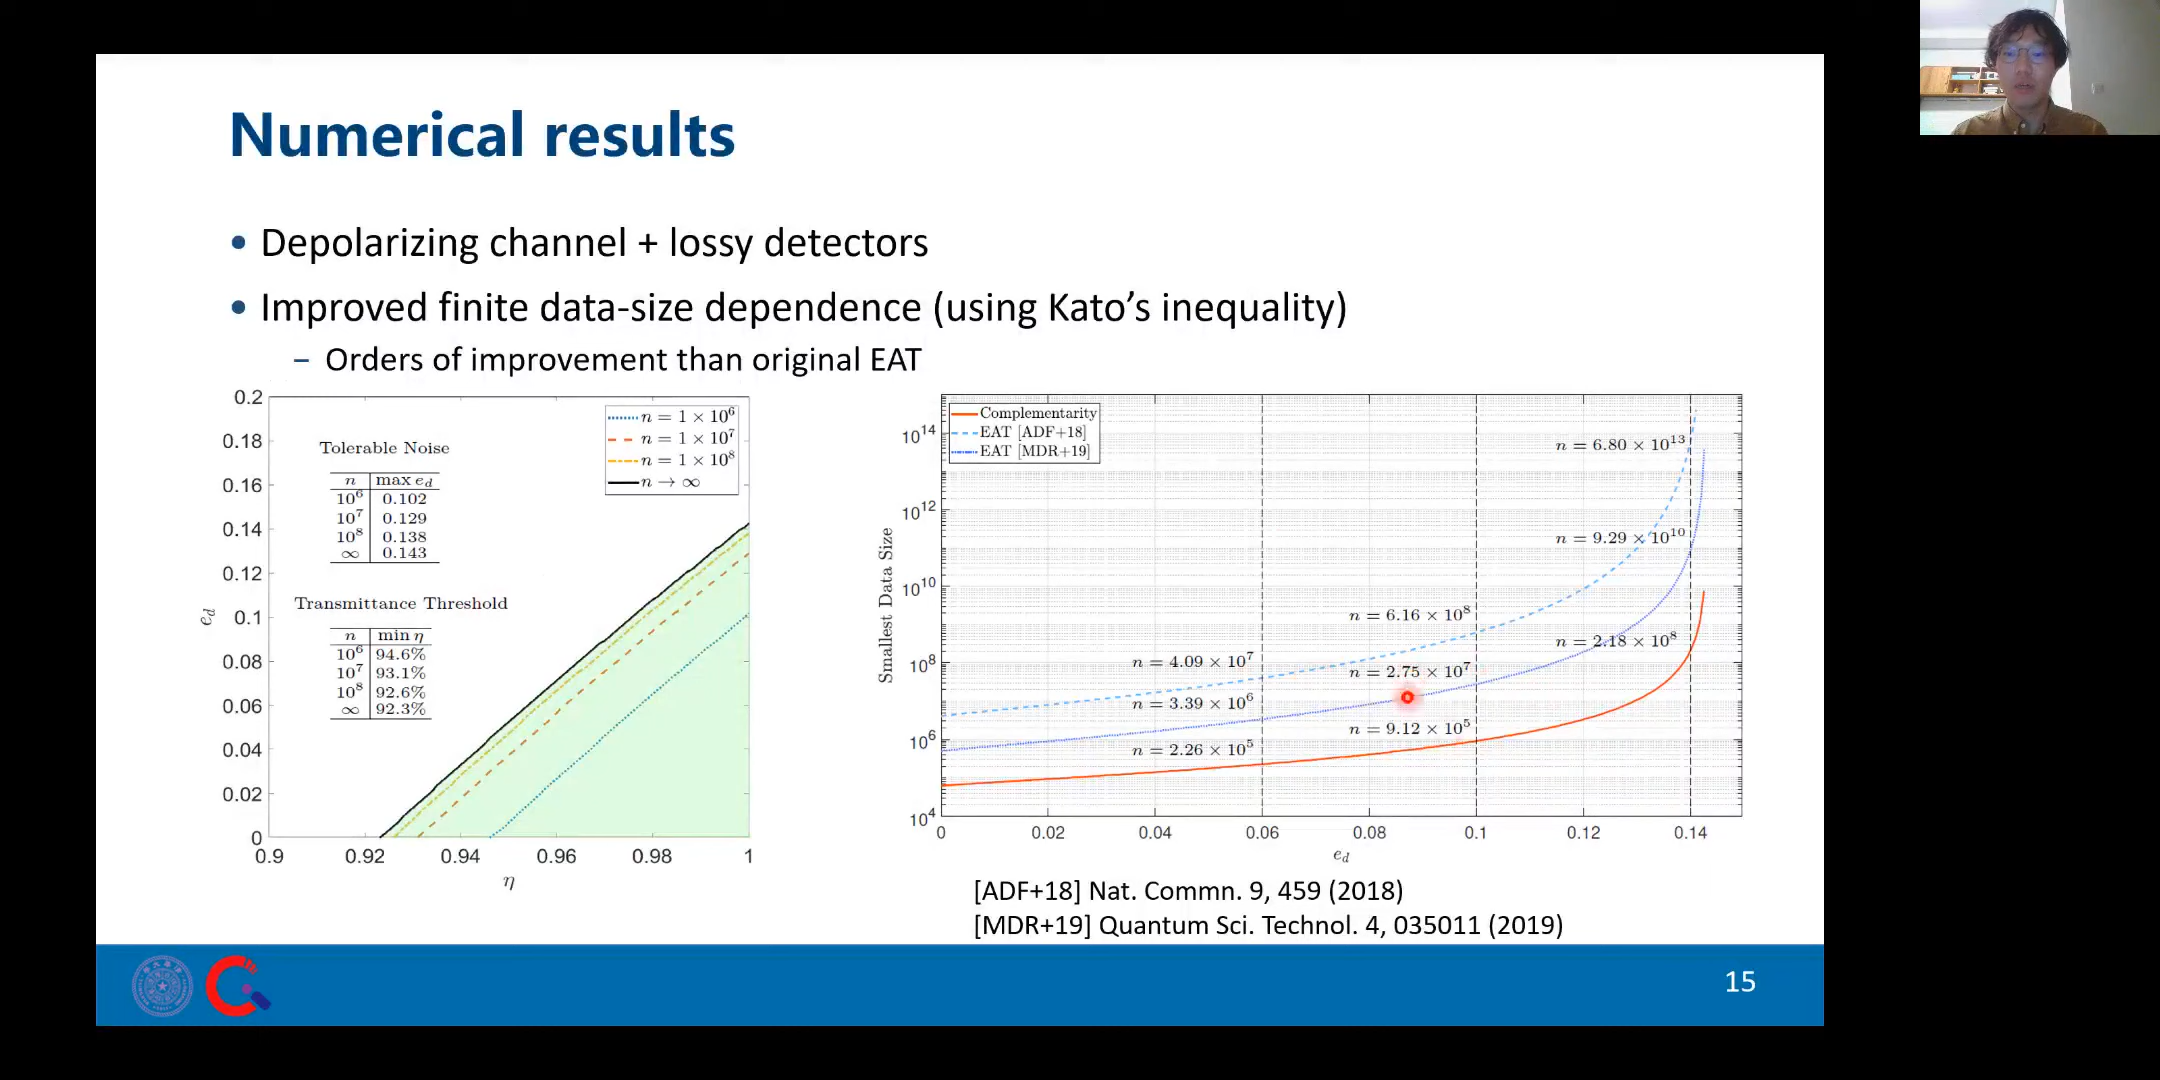 Numerical results
• Depolarizing channel + lossy detectors
• Improved finite data-size dependence (using Kato’s inequality)
– Orders of improvement than original EAT
0.2
0.18
0.16
0.14
0.12
0.1
0.08
0.06
0.04
0.02
0
e_d
0.9
0.92
0.94
0.96
0.98
1
η
n = 1 × 10^6
n = 1 × 10^7
n = 1 × 10^8
n → ∞
Tolerable Noise
n max e_d
10^6 0.102
10^7 0.129
10^8 0.138
∞ 0.143
Transmittance Threshold
n min η
10^6 94.6%
10^7 93.1%
10^8 92.6%
∞ 92.3%
Smallest Data Size
10^14
10^12
10^10
10^8
10^6
10^4
Complementarity
EAT [ADF+18]
EAT [MDR+19]
n = 6.80 × 10^13
n = 9.29 × 10^10
n = 6.16 × 10^8
n = 2.18 × 10^8
n = 4.09 × 10^7
n = 2.75 × 10^7
n = 3.39 × 10^6
n = 9.12 × 10^5
n = 2.26 × 10^5
0
0.02
0.04
0.06
0.08
0.1
0.12
0.14
e_d
[ADF+18] Nat. Commn. 9, 459 (2018)
[MDR+19] Quantum Sci. Technol. 4, 035011 (2019)
15